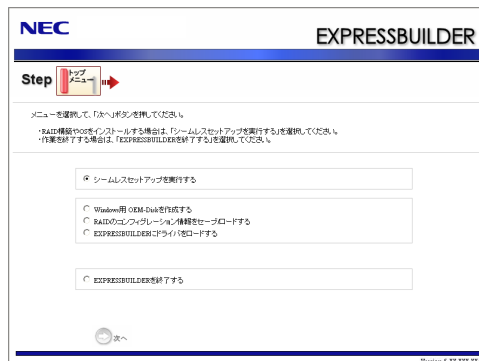 NEC
EXPRESSBUILDER
Step トップメニュー
メニューを選択して、「次へ」ボタンを押してください。
・RAID構築やOSをインストールする場合は、「シームレスセットアップを実行する」を選択してください。
・作業を終了する場合は、「EXPRESSBUILDERを終了する」を選択してください。
シームレスセットアップを実行する
Windows用 OEM-Diskを作成する
RAIDのコンフィグレーション情報をセーブ/ロードする
EXPRESSBUILDERにドライバをロードする
EXPRESSBUILDERを終了する
次へ